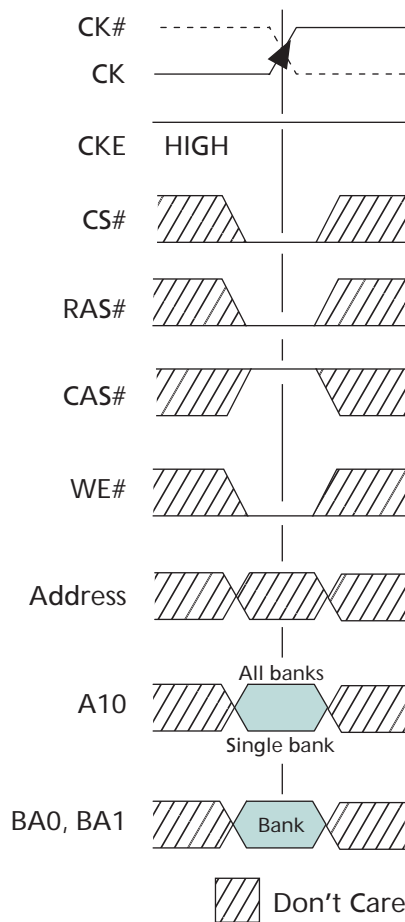 CK#
CK
CKE HIGH
CS#
RAS#
CAS#
WE#
Address
All banks
A10
Single bank
BA0, BA1 Bank
Don't Care